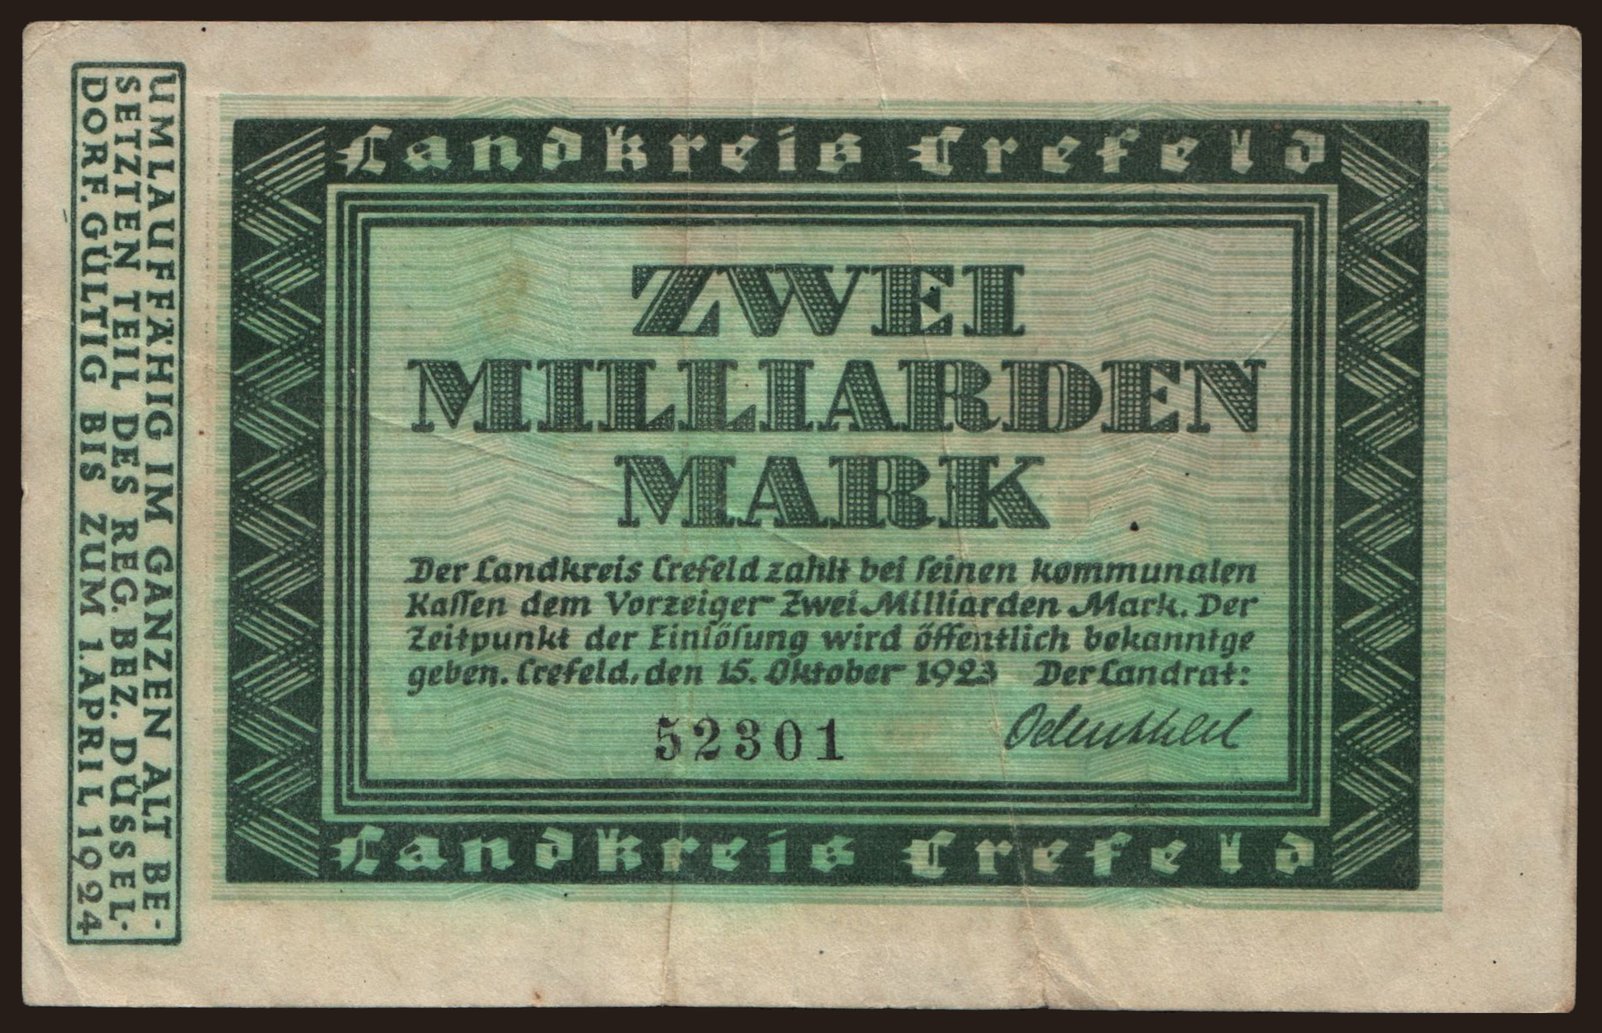 UMLAUFFÄHIG IM GANZEN ALT BE-
SETZTEN TEIL DES REG. BEZ. DÜSSEL-
DORF. GÜLTIG BIS ZUM 1. APRIL 1924
Landkreis Crefeld
ZWEI
MILLIARDEN
MARK
Der Landkreis Crefeld zahlt bei ſeinen kommunalen
Kaſſen dem Vorzeiger Zwei Milliarden Mark. Der
Zeitpunkt der Einlöſung wird öffentlich bekanntge
geben. Crefeld, den 15. Oktober 1923 Der Landrat:
52301
Landkreis Crefeld